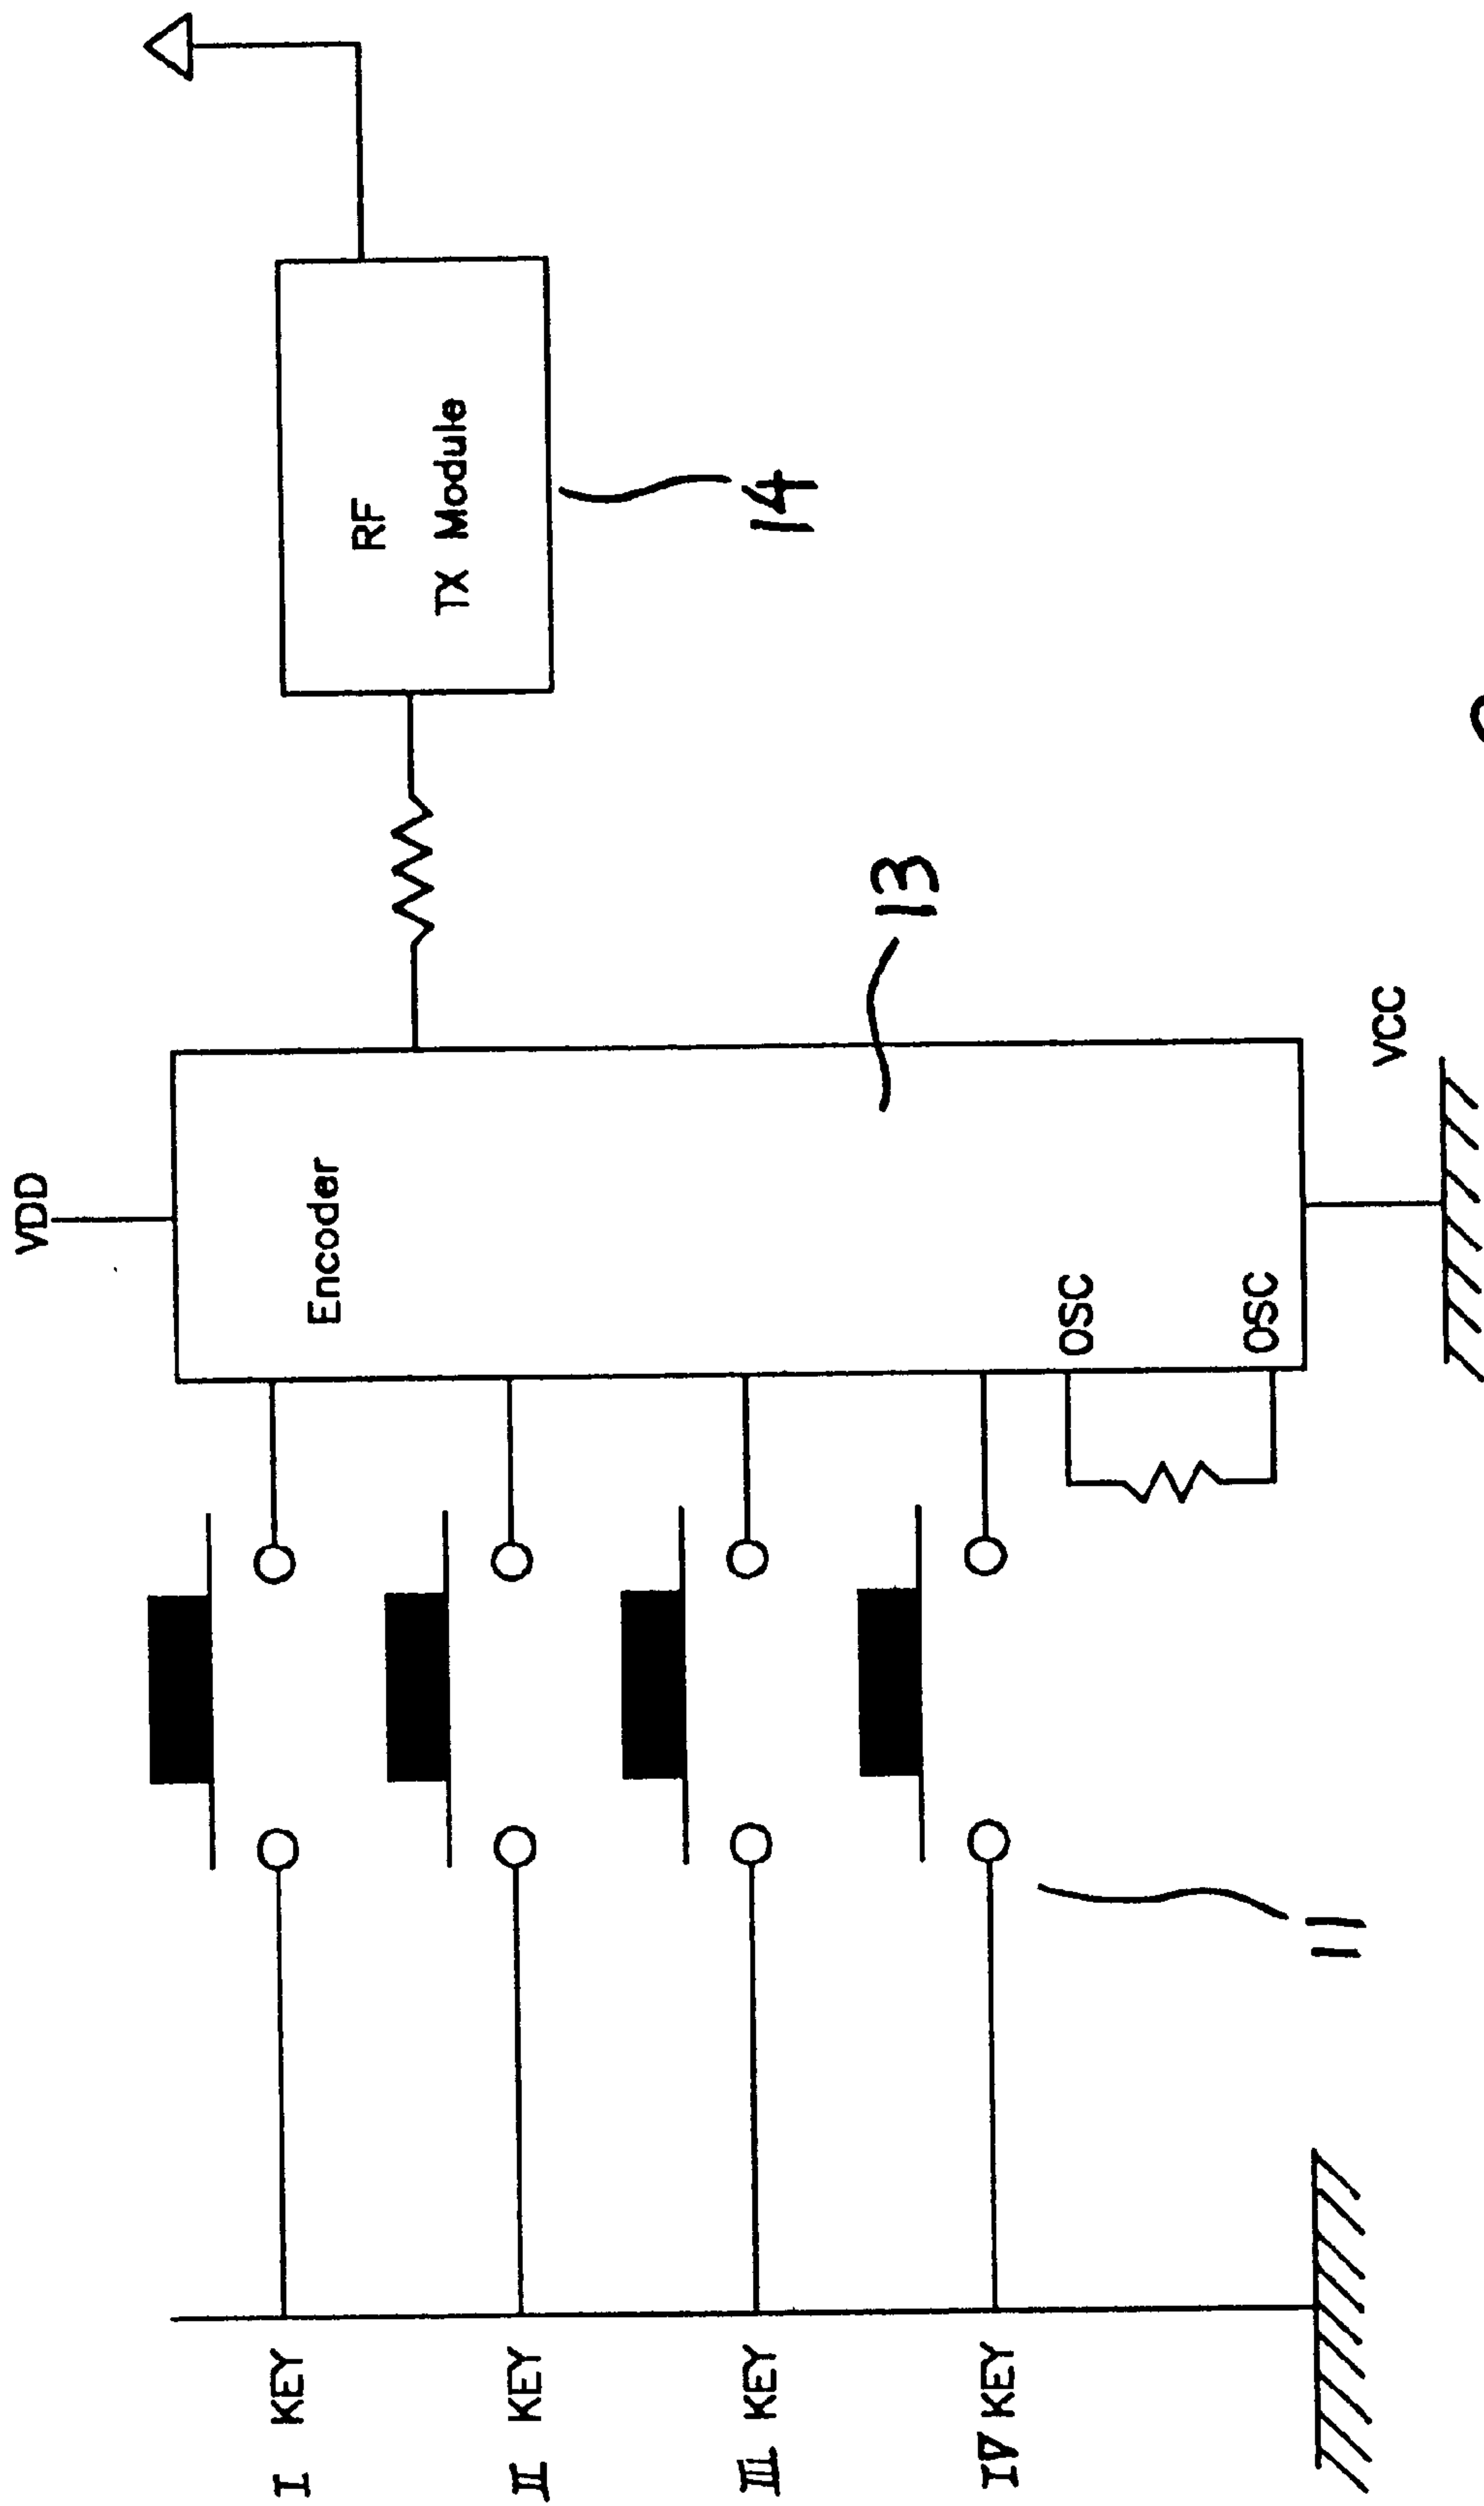 VDD
I KEY
II KEY
III KEY
IV KEY
Encoder
OSC
OSC
VCC
RF
TX Module
11
13
14